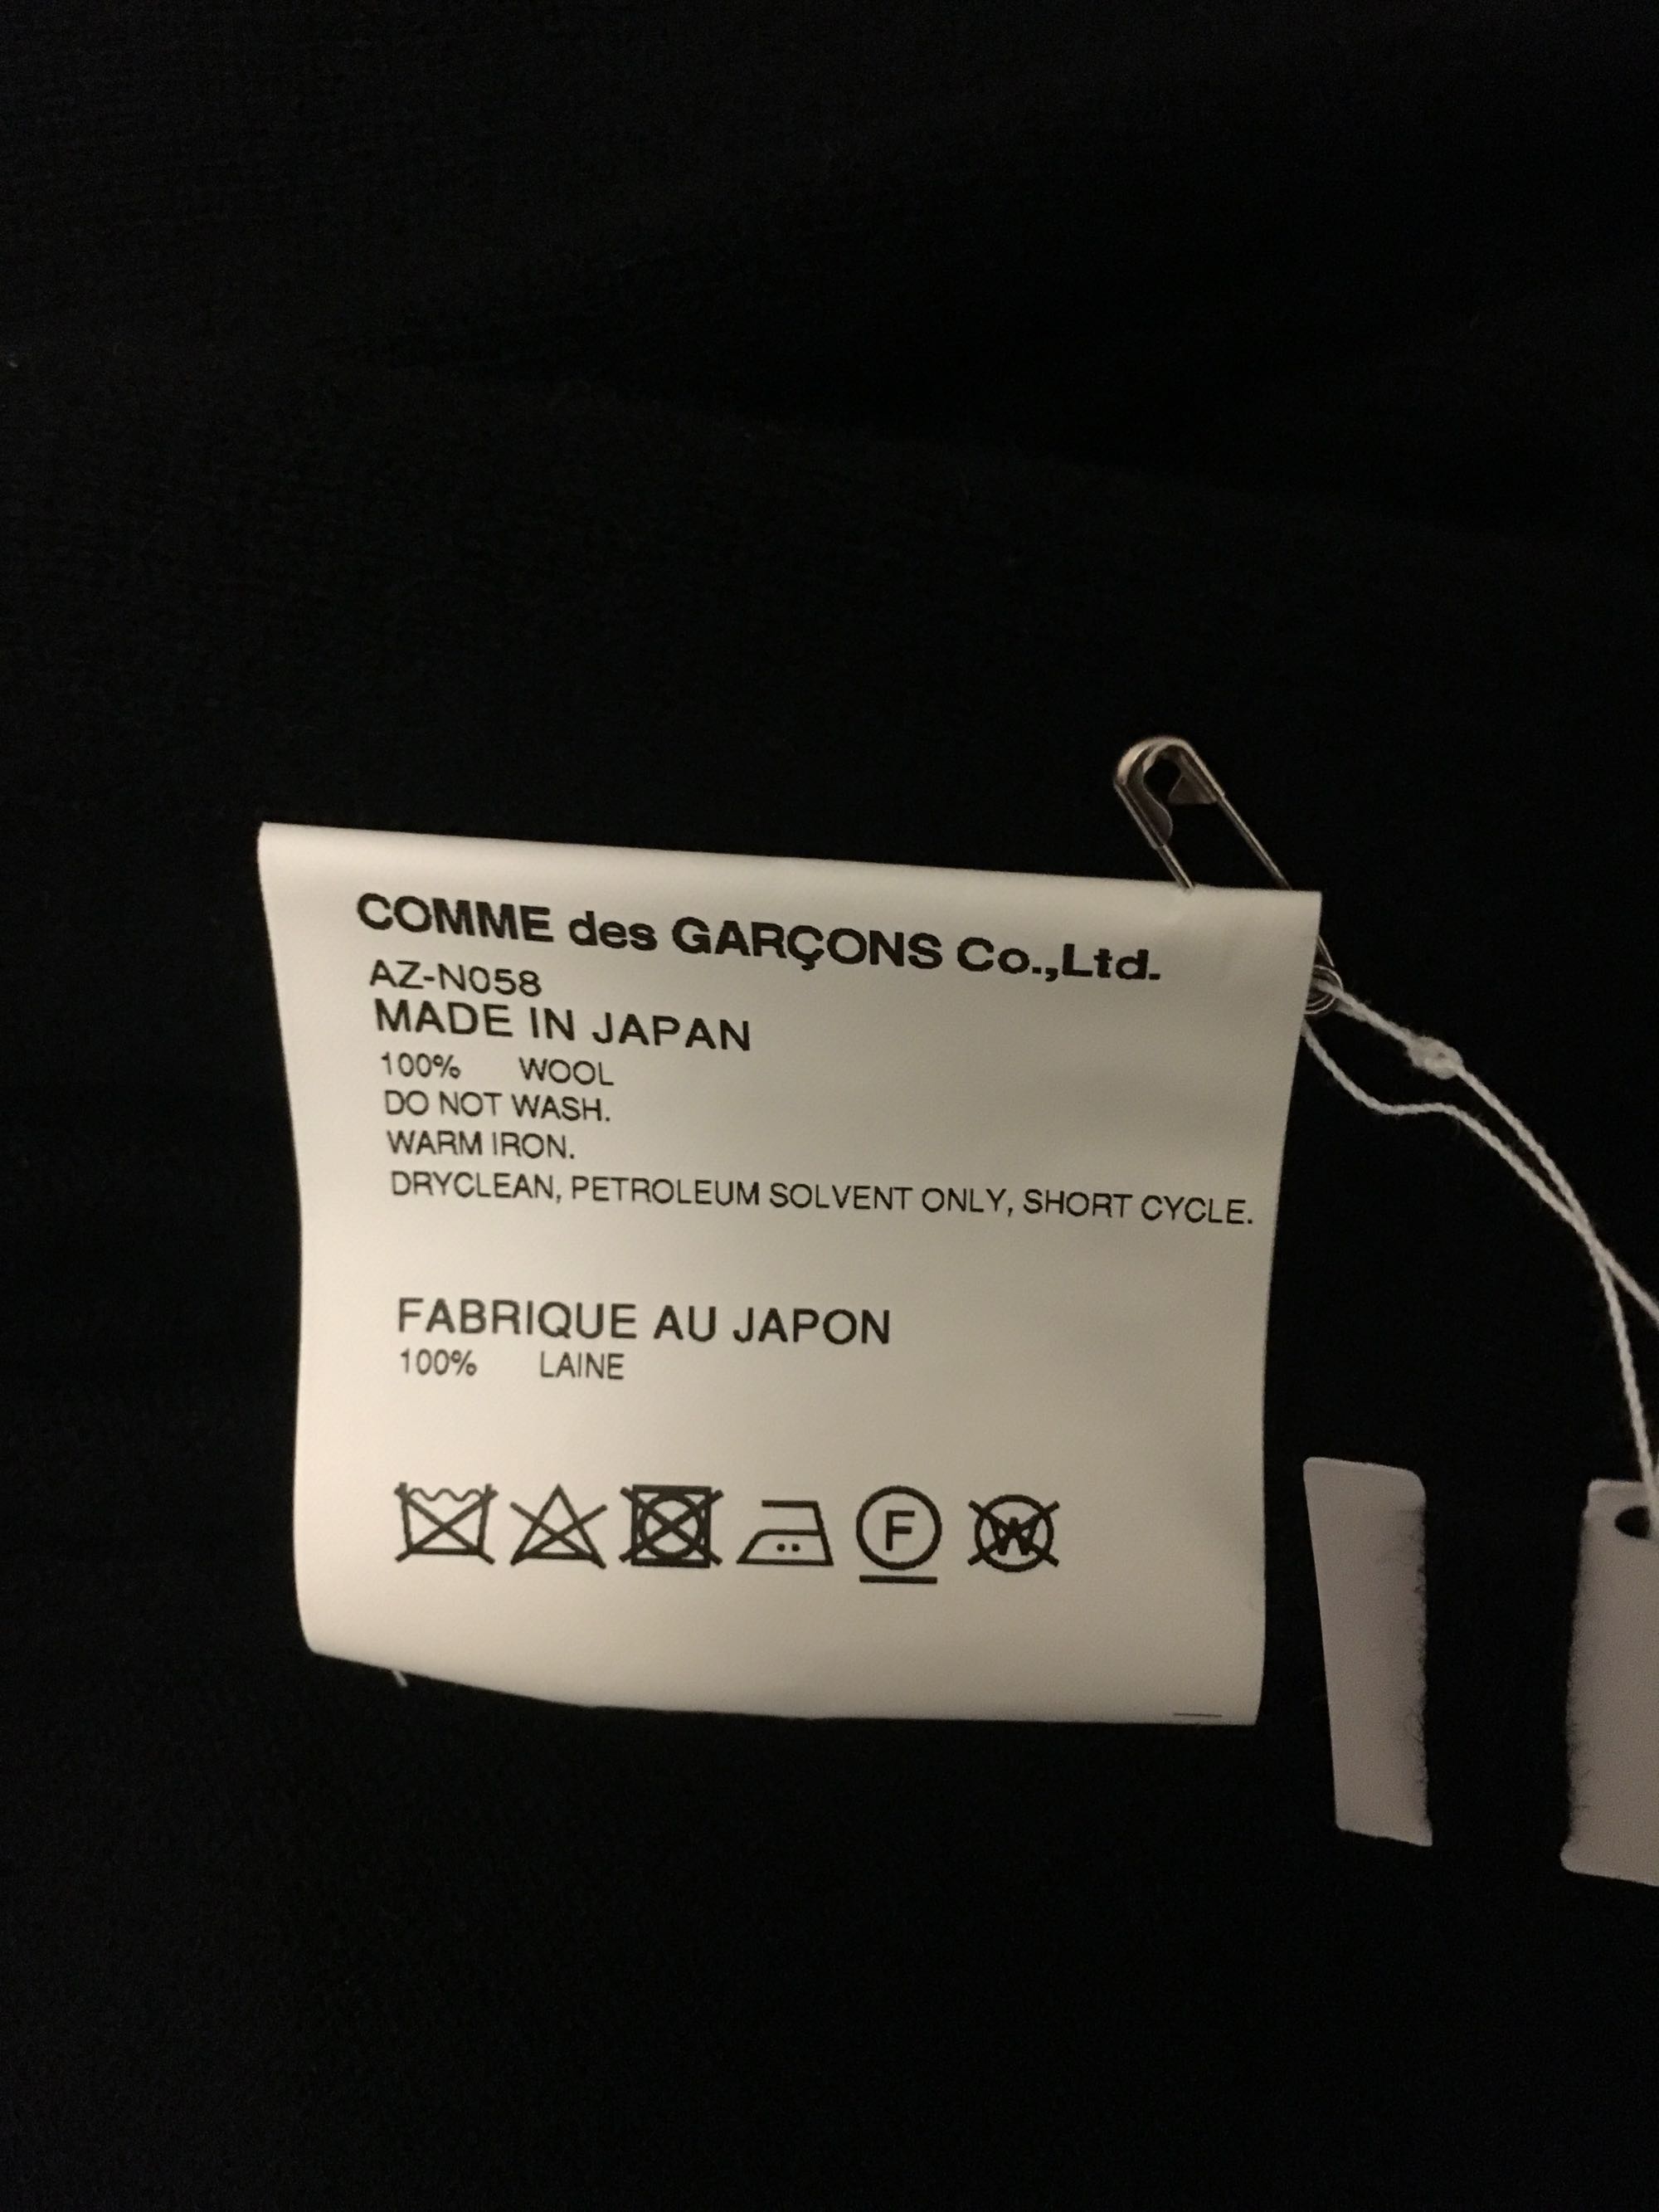 COMME des GARÇONS Co.,Ltd.
AZ-N058
MADE IN JAPAN
100% WOOL
DO NOT WASH.
WARM IRON.
DRYCLEAN, PETROLEUM SOLVENT ONLY, SHORT CYCLE.
FABRIQUE AU JAPON
100% LAINE
F W